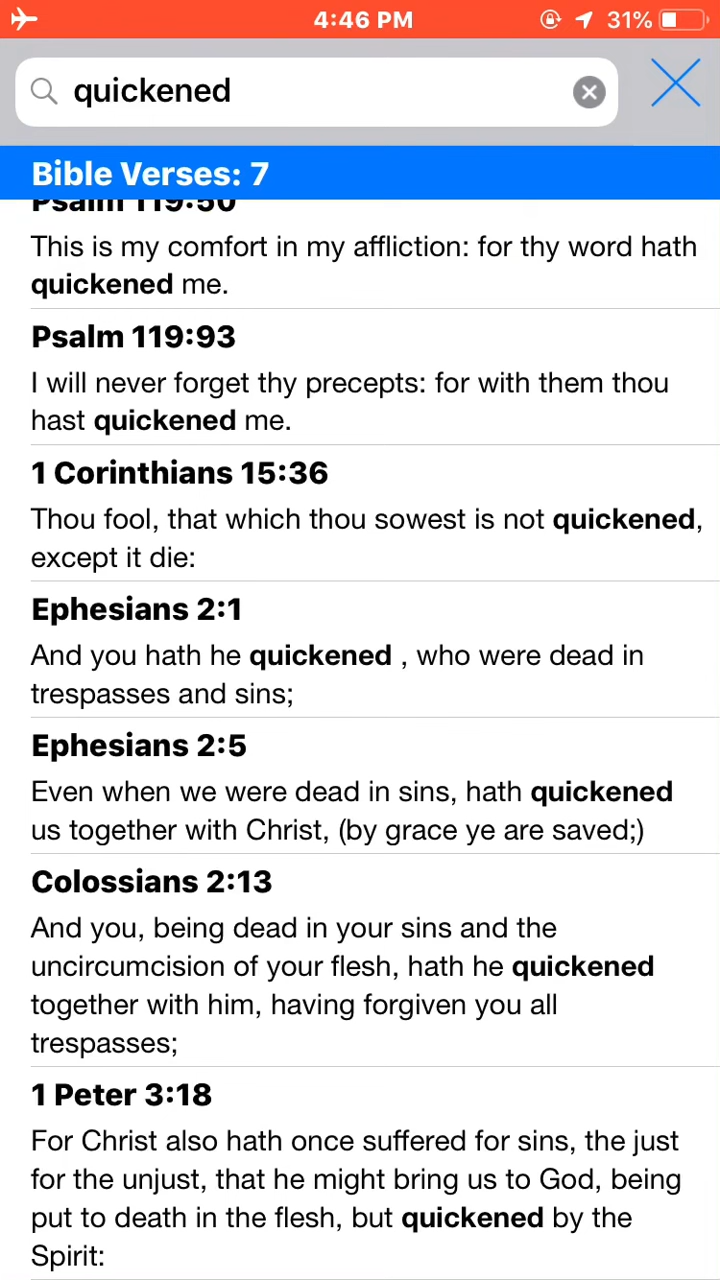 4:46 PM
31%
quickened
Bible Verses: 7
Psalm 119:50
This is my comfort in my affliction: for thy word hath
quickened me.
Psalm 119:93
I will never forget thy precepts: for with them thou
hast quickened me.
1 Corinthians 15:36
Thou fool, that which thou sowest is not quickened,
except it die:
Ephesians 2:1
And you hath he quickened , who were dead in
trespasses and sins;
Ephesians 2:5
Even when we were dead in sins, hath quickened
us together with Christ, (by grace ye are saved;)
Colossians 2:13
And you, being dead in your sins and the
uncircumcision of your flesh, hath he quickened
together with him, having forgiven you all
trespasses;
1 Peter 3:18
For Christ also hath once suffered for sins, the just
for the unjust, that he might bring us to God, being
put to death in the flesh, but quickened by the
Spirit: